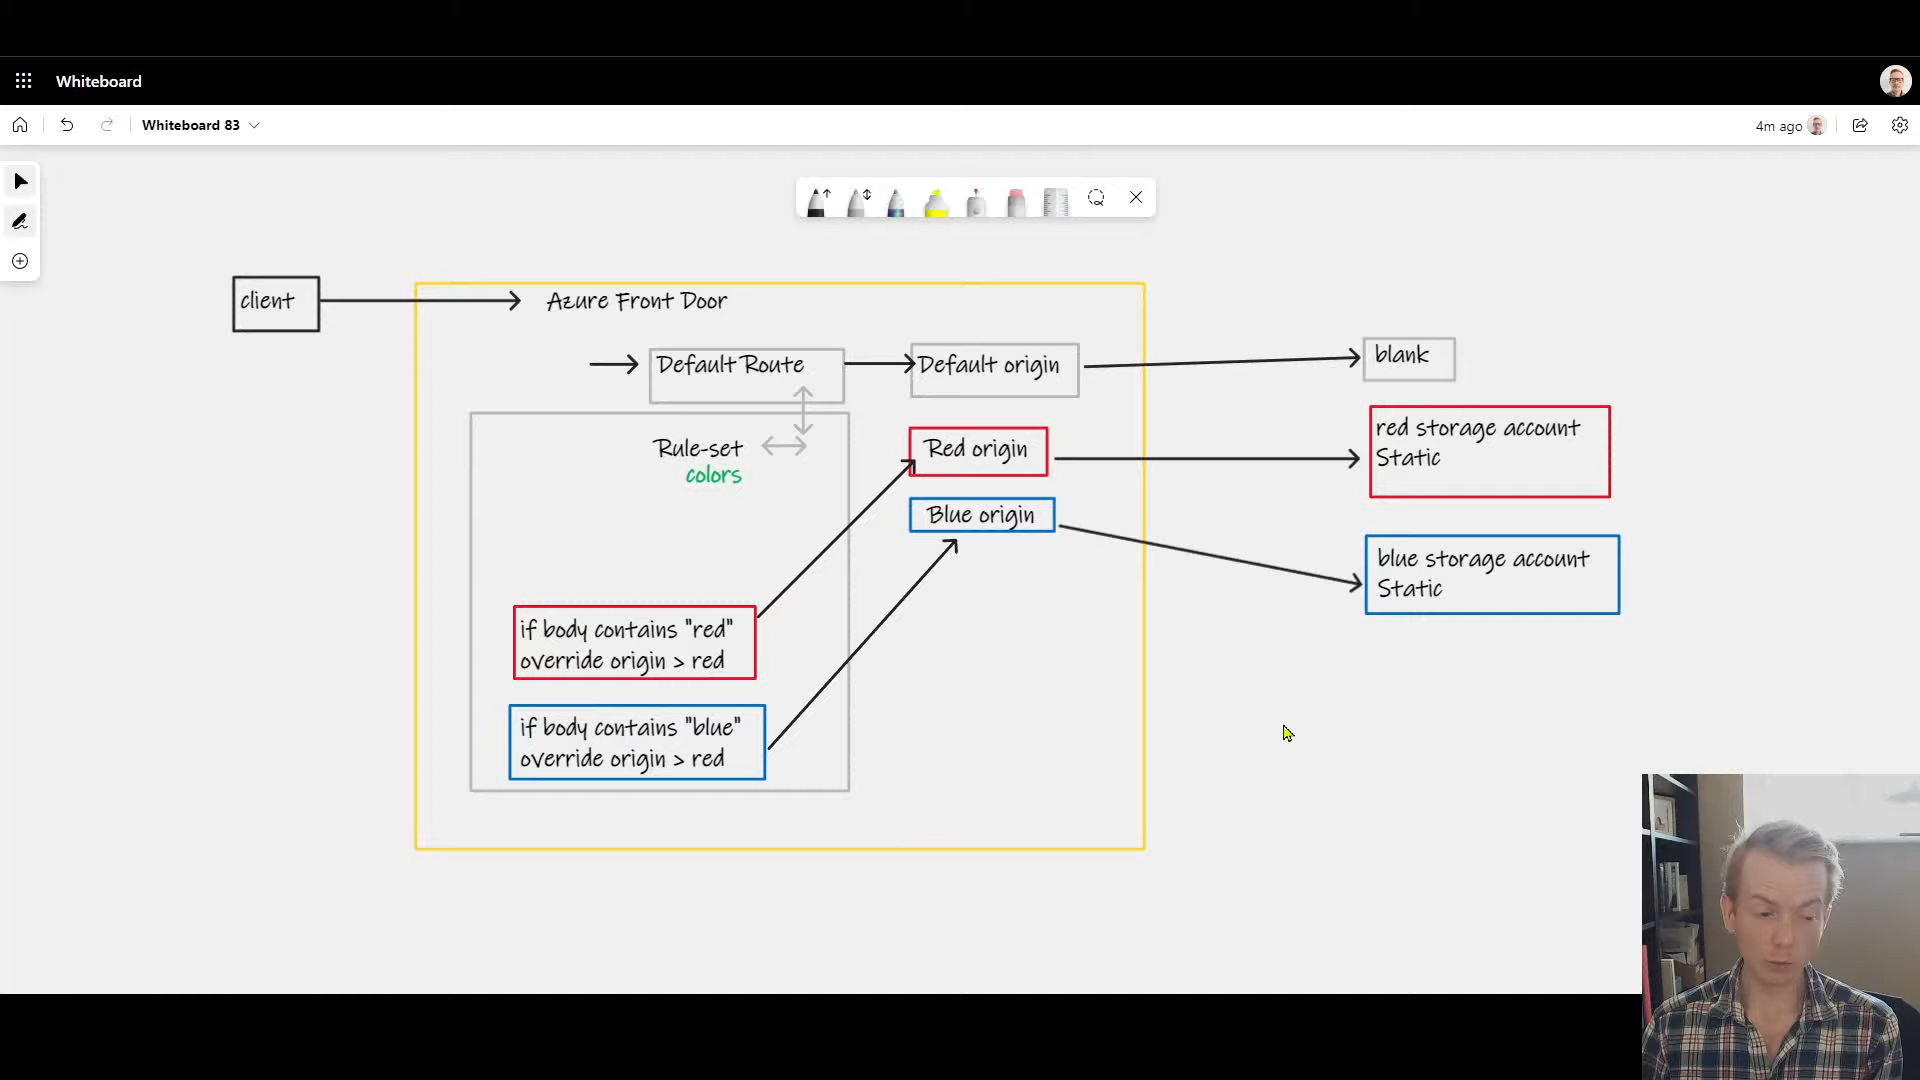 Whiteboard
Whiteboard 83
4m ago
client
Azure Front Door
Default Route
Default origin
blank
Rule-set
colors
Red origin
red storage account
Static
Blue origin
blue storage account
Static
if body contains "red"
override origin > red
if body contains "blue"
override origin > red